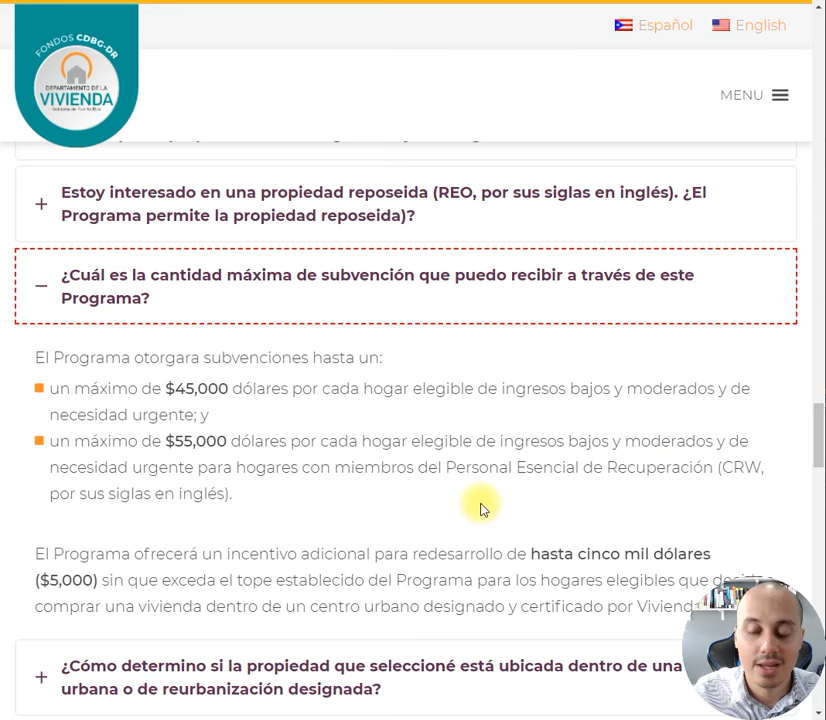 Español English
FONDOS CDBG-DR
DEPARTAMENTO DE LA
VIVIENDA
MENU
Estoy interesado en una propiedad reposeida (REO, por sus siglas en inglés). ¿El
Programa permite la propiedad reposeida)?
¿Cuál es la cantidad máxima de subvención que puedo recibir a través de este
Programa?
El Programa otorgara subvenciones hasta un:
un máximo de $45,000 dólares por cada hogar elegible de ingresos bajos y moderados y de
necesidad urgente; y
un máximo de $55,000 dólares por cada hogar elegible de ingresos bajos y moderados y de
necesidad urgente para hogares con miembros del Personal Esencial de Recuperación (CRW,
por sus siglas en inglés).
El Programa ofrecerá un incentivo adicional para redesarrollo de hasta cinco mil dólares
($5,000) sin que exceda el tope establecido del Programa para los hogares elegibles que
comprar una vivienda dentro de un centro urbano designado y certificado por Vivienda
¿Cómo determino si la propiedad que seleccioné está ubicada dentro de una
urbana o de reurbanización designada?